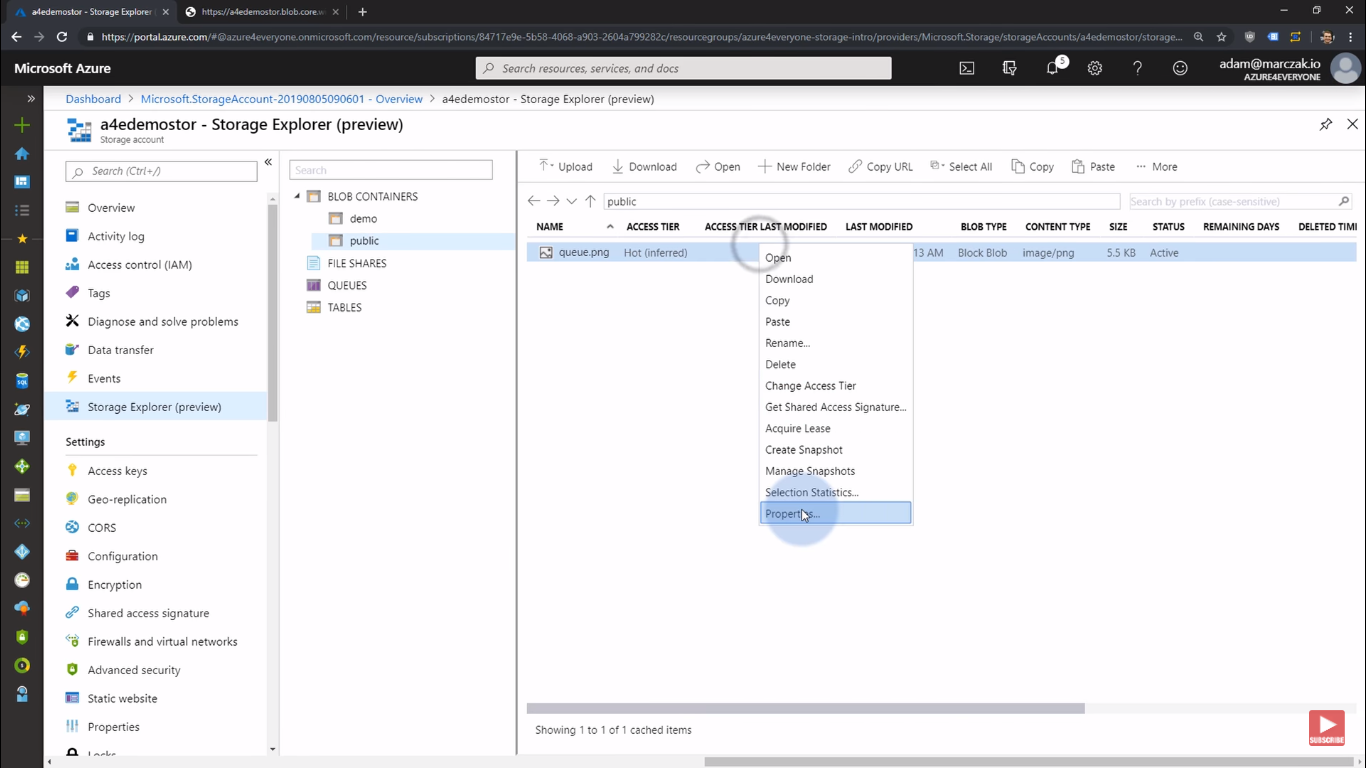 a4edemostor - Storage Explorer
https://a4edemostor.blob.core.w
https://portal.azure.com/#@azure4everyone.onmicrosoft.com/resource/subscriptions/84717e9e-5b58-4068-a903-2604a799282c/resourcegroups/azure4everyone-storage-intro/providers/Microsoft.Storage/storageAccounts/a4edemostor/storage...
Microsoft Azure
Search resources, services, and docs
5
adam@marczak.io
AZURE4EVERYONE
Dashboard > Microsoft.StorageAccount-20190805090601 - Overview > a4edemostor - Storage Explorer (preview)
a4edemostor - Storage Explorer (preview)
Storage account
Search (Ctrl+/)
Overview
Activity log
Access control (IAM)
Tags
Diagnose and solve problems
Data transfer
Events
Storage Explorer (preview)
Settings
Access keys
Geo-replication
CORS
Configuration
Encryption
Shared access signature
Firewalls and virtual networks
Advanced security
Static website
Properties
Locks
Search
BLOB CONTAINERS
demo
public
FILE SHARES
QUEUES
TABLES
Upload Download Open New Folder Copy URL Select All Copy Paste ... More
public
Search by prefix (case-sensitive)
NAME ACCESS TIER ACCESS TIER LAST MODIFIED LAST MODIFIED BLOB TYPE CONTENT TYPE SIZE STATUS REMAINING DAYS DELETED TIME
queue.png Hot (inferred) 13 AM Block Blob image/png 5.5 KB Active
Open
Download
Copy
Paste
Rename...
Delete
Change Access Tier
Get Shared Access Signature...
Acquire Lease
Create Snapshot
Manage Snapshots
Selection Statistics...
Properties...
Showing 1 to 1 of 1 cached items
SUBSCRIBE
SQL